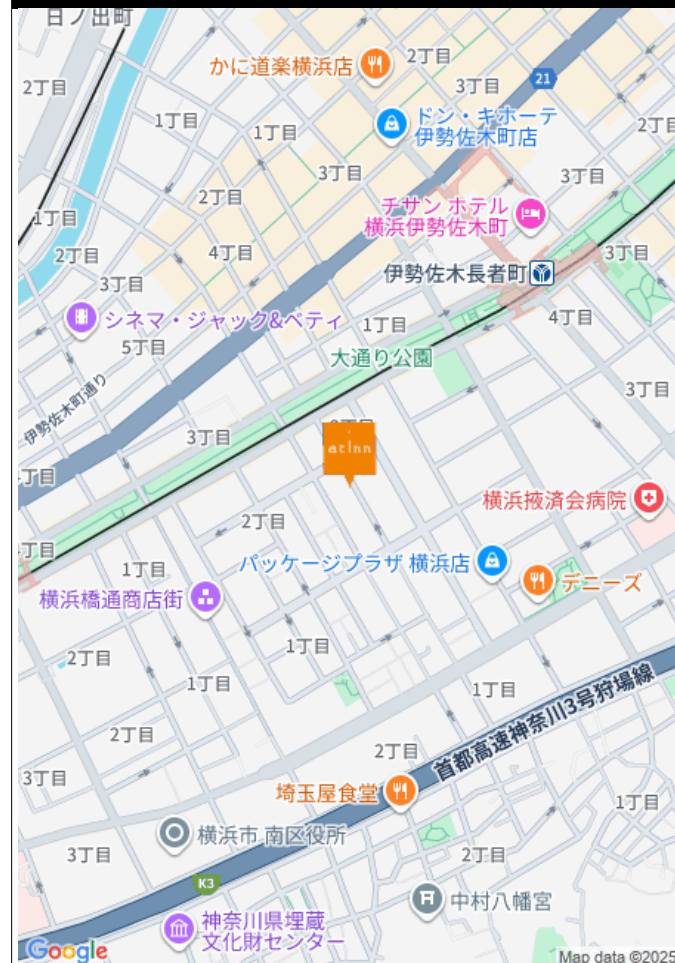 日ノ出町
2丁目
かに道楽横浜店
2丁目
3丁目
21
1丁目
1丁目
ドン・キホーテ
伊勢佐木町店
2丁目
3丁目
2丁目
3丁目
チサン ホテル
横浜伊勢佐木町
1丁目
4丁目
2丁目
3丁目
伊勢佐木長者町
3丁目
シネマ・ジャック&ベティ
1丁目
4丁目
5丁目
大通り公園
伊勢佐木町通り
3丁目
3丁目
atinn
丁目
2丁目
横浜掖済会病院
丁目
1丁目
パッケージプラザ 横浜店
デニーズ
横浜橋通商店街
1丁目
2丁目
1丁目
1丁目
首都高速神奈川3号狩場線
2丁目
2丁目
3丁目
埼玉屋食堂
1丁目
横浜市 南区役所
3丁目
2丁目
K3
中村八幡宮
神奈川県埋蔵
文化財センター
Google
Map data ©2025